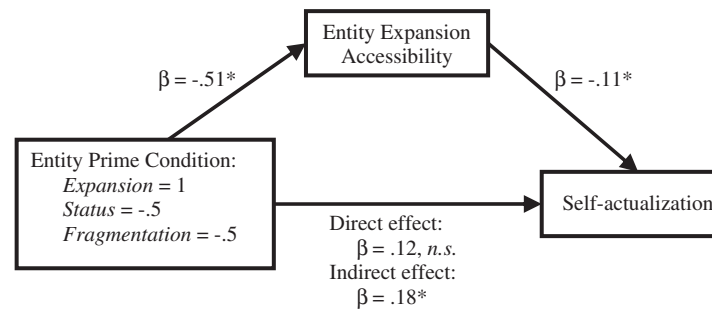 Entity Expansion
Accessibility
β = -.51*
β = -.11*
Entity Prime Condition:
Expansion = 1
Status = -.5
Fragmentation = -.5
Self-actualization
Direct effect:
β = .12, n.s.
Indirect effect:
β = .18*